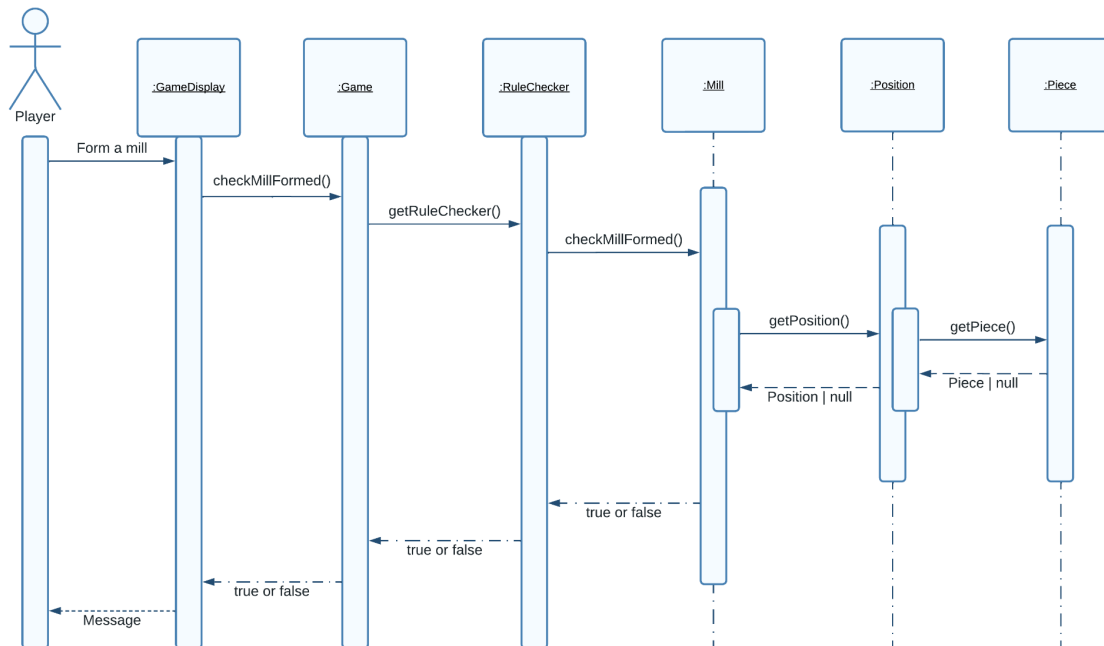 Player
:GameDisplay
:Game
:RuleChecker
:Mill
:Position
:Piece
Form a mill
checkMillFormed()
getRuleChecker()
checkMillFormed()
getPosition()
getPiece()
Piece | null
Position | null
true or false
true or false
true or false
Message